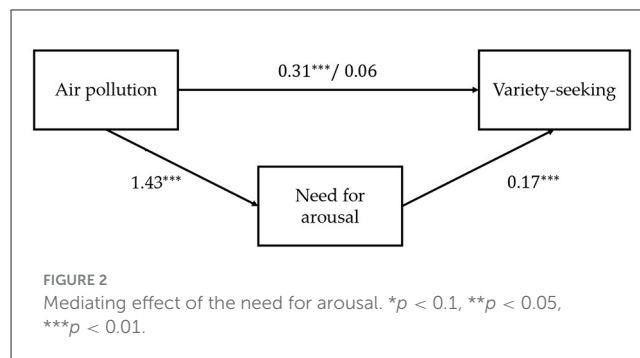 0.31***/ 0.06
Air pollution
Variety-seeking
1.43***
Need for
arousal
0.17***
FIGURE 2
Mediating effect of the need for arousal. *p < 0.1, **p < 0.05,
***p < 0.01.